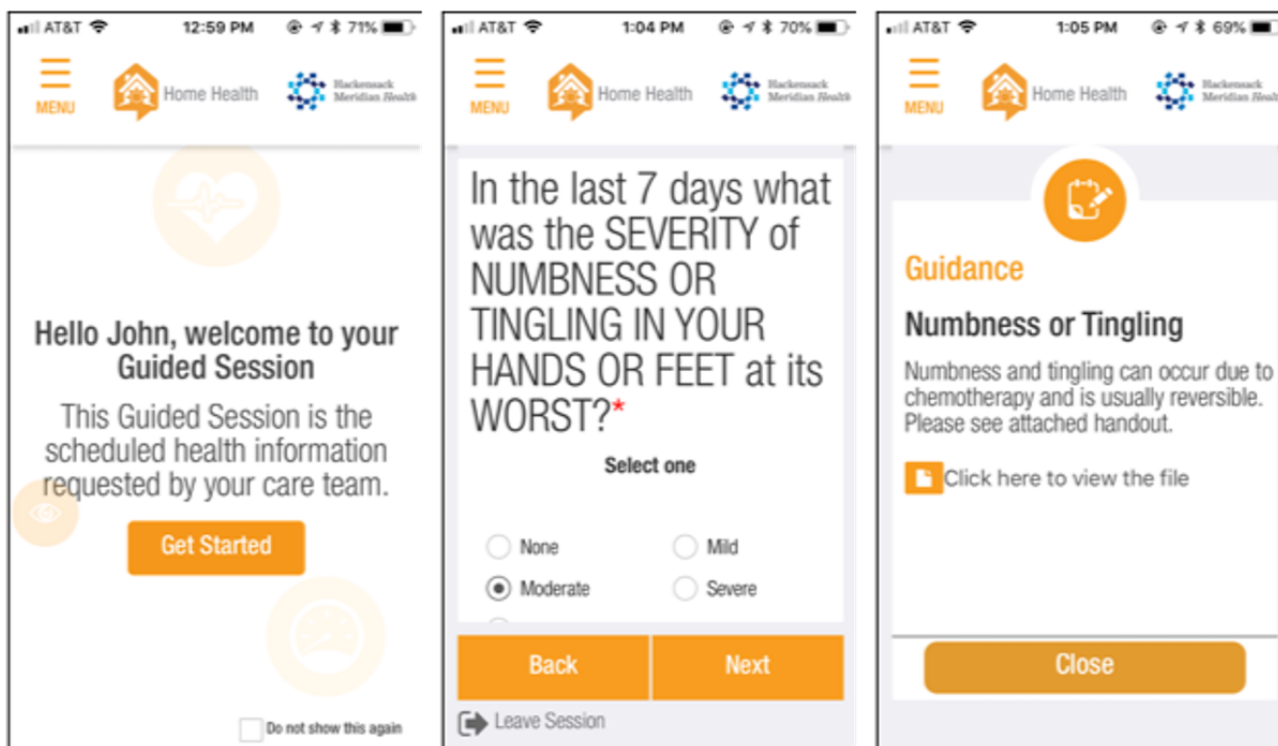 AT&T 12:59 PM 71%
MENU
Home Health
Hackensack
Meridian Health
Hello John, welcome to your
Guided Session
This Guided Session is the
scheduled health information
requested by your care team.
Get Started
Do not show this again
AT&T 1:04 PM 70%
MENU
Home Health
Hackensack
Meridian Health
In the last 7 days what
was the SEVERITY of
NUMBNESS OR
TINGLING IN YOUR
HANDS OR FEET at its
WORST?*
Select one
None Mild
Moderate Severe
Back Next
Leave Session
AT&T 1:05 PM 69%
MENU
Home Health
Hackensack
Meridian Heal
Guidance
Numbness or Tingling
Numbness and tingling can occur due to
chemotherapy and is usually reversible.
Please see attached handout.
Click here to view the file
Close